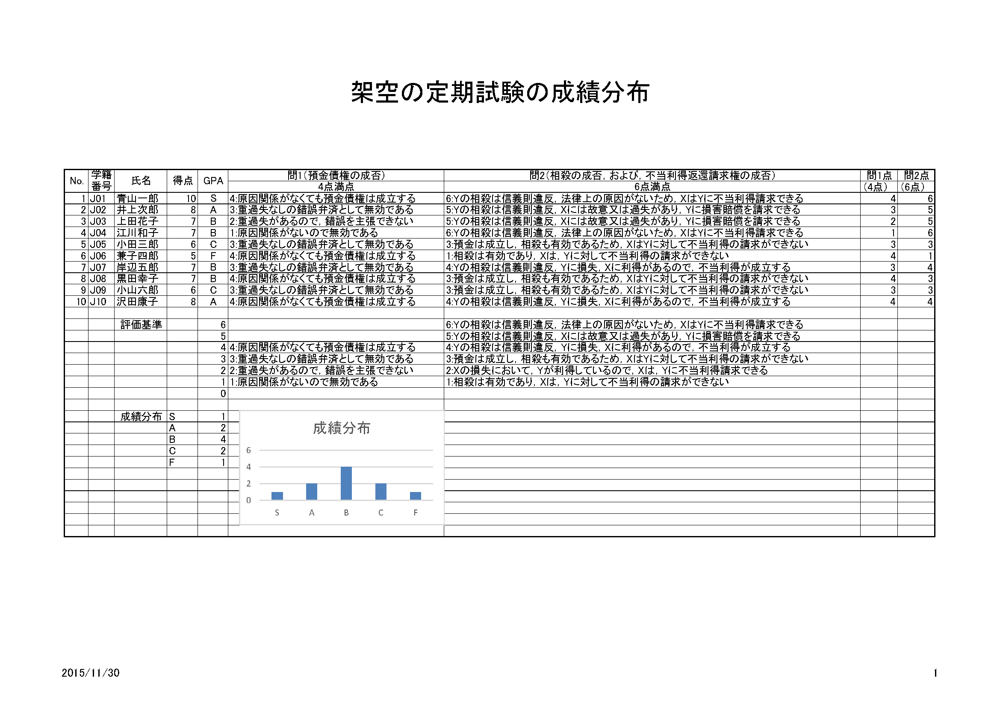 架空の定期試験の成績分布
No. 学籍番号 氏名 得点 GPA 問1(預金債権の成否) 問2(相殺の成否, および, 不当利得返還請求権の成否) 問1点 問2点
4点満点 6点満点 (4点) (6点)
1 J01 青山一郎 10 S 4:原因関係がなくても預金債権は成立する 6:Yの相殺は信義則違反, 法律上の原因がないため, XはYに不当利得請求できる 4 6
2 J02 井上次郎 8 A 3:重過失なしの錯誤弁済として無効である 5:Yの相殺は信義則違反, Xには故意又は過失があり, Yに損害賠償を請求できる 3 5
3 J03 上田花子 7 B 2:重過失があるので, 錯誤を主張できない 5:Yの相殺は信義則違反, Xには故意又は過失があり, Yに損害賠償を請求できる 2 5
4 J04 江川和子 7 B 1:原因関係がないので無効である 6:Yの相殺は信義則違反, 法律上の原因がないため, XはYに不当利得請求できる 1 6
5 J05 小田三郎 6 C 3:重過失なしの錯誤弁済として無効である 3:預金は成立し, 相殺も有効であるため, XはYに対して不当利得の請求ができない 3 3
6 J06 兼子四郎 5 F 4:原因関係がなくても預金債権は成立する 1:相殺は有効であり, Xは, Yに対して不当利得の請求ができない 4 1
7 J07 岸辺五郎 7 B 3:重過失なしの錯誤弁済として無効である 4:Yの相殺は信義則違反, Yに損失, Xに利得があるので, 不当利得が成立する 3 4
8 J08 黒田幸子 7 B 4:原因関係がなくても預金債権は成立する 3:預金は成立し, 相殺も有効であるため, XはYに対して不当利得の請求ができない 4 3
9 J09 小山六郎 6 C 3:重過失なしの錯誤弁済として無効である 3:預金は成立し, 相殺も有効であるため, XはYに対して不当利得の請求ができない 3 3
10 J10 沢田康子 8 A 4:原因関係がなくても預金債権は成立する 4:Yの相殺は信義則違反, Yに損失, Xに利得があるので, 不当利得が成立する 4 4
評価基準 6 6:Yの相殺は信義則違反, 法律上の原因がないため, XはYに不当利得請求できる
5 5:Yの相殺は信義則違反, Xには故意又は過失があり, Yに損害賠償を請求できる
4 4:原因関係がなくても預金債権は成立する 4:Yの相殺は信義則違反, Yに損失, Xに利得があるので, 不当利得が成立する
3 3:重過失なしの錯誤弁済として無効である 3:預金は成立し, 相殺も有効であるため, XはYに対して不当利得の請求ができない
2 2:重過失があるので, 錯誤を主張できない 2:Xの損失において, Yが利得しているので, Xは, Yに不当利得請求できる
1 1:原因関係がないので無効である 1:相殺は有効であり, Xは, Yに対して不当利得の請求ができない
0
成績分布 S 1
A 2
B 4
C 2
F 1
成績分布
6
4
2
0
S A B C F
2015/11/30 1